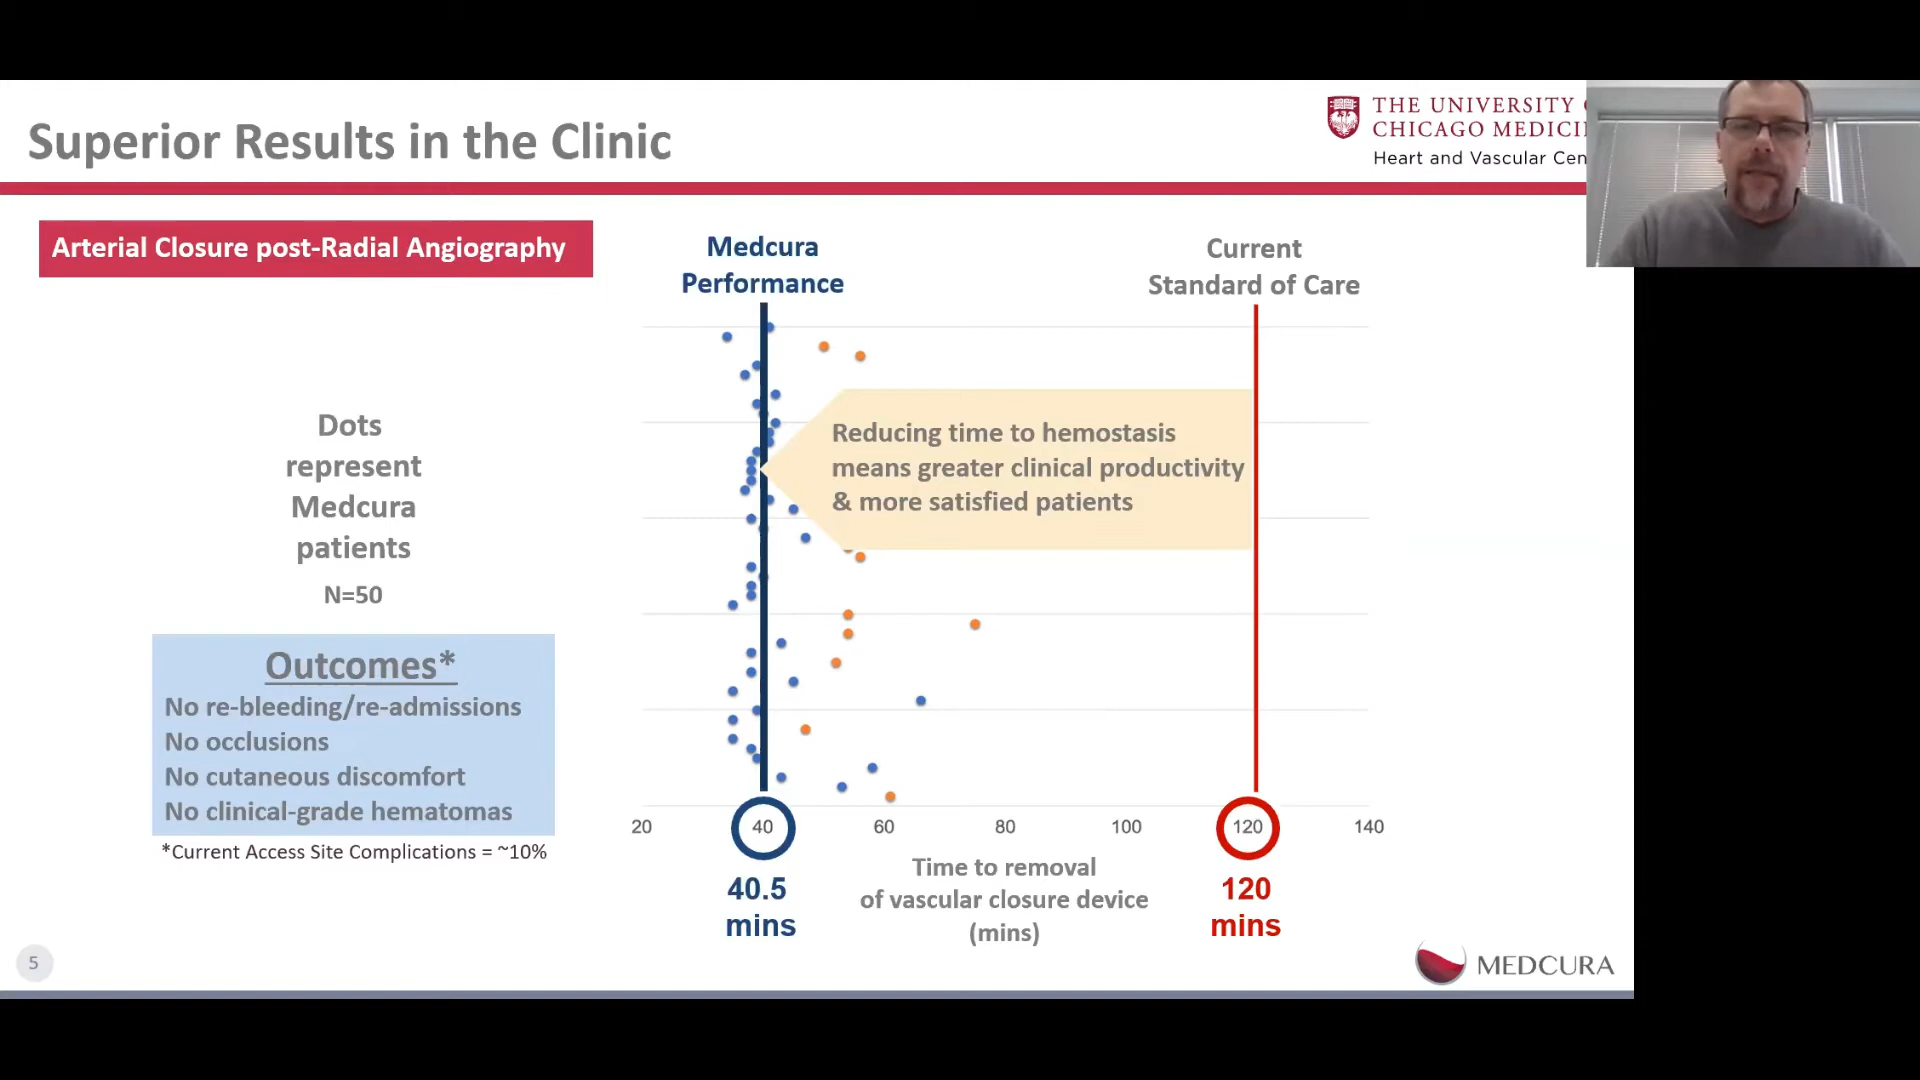 Superior Results in the Clinic
THE UNIVERSITY
CHICAGO
Heart and Vascular
Arterial Closure post-Radial Angiography
Medcura
Performance
Current
Standard of Care
Dots
represent
Medcura
patients
N=50
Reducing time to hemostasis
means greater clinical productivity
& more satisfied patients
Outcomes*
No re-bleeding/re-admissions
No occlusions
No cutaneous discomfort
No clinical-grade hematomas
*Current Access Site Complications = ~10%
20 40 60 80 100 120 140
40.5
mins
Time to removal
of vascular closure device
(mins)
120
mins
5
MEDCURA